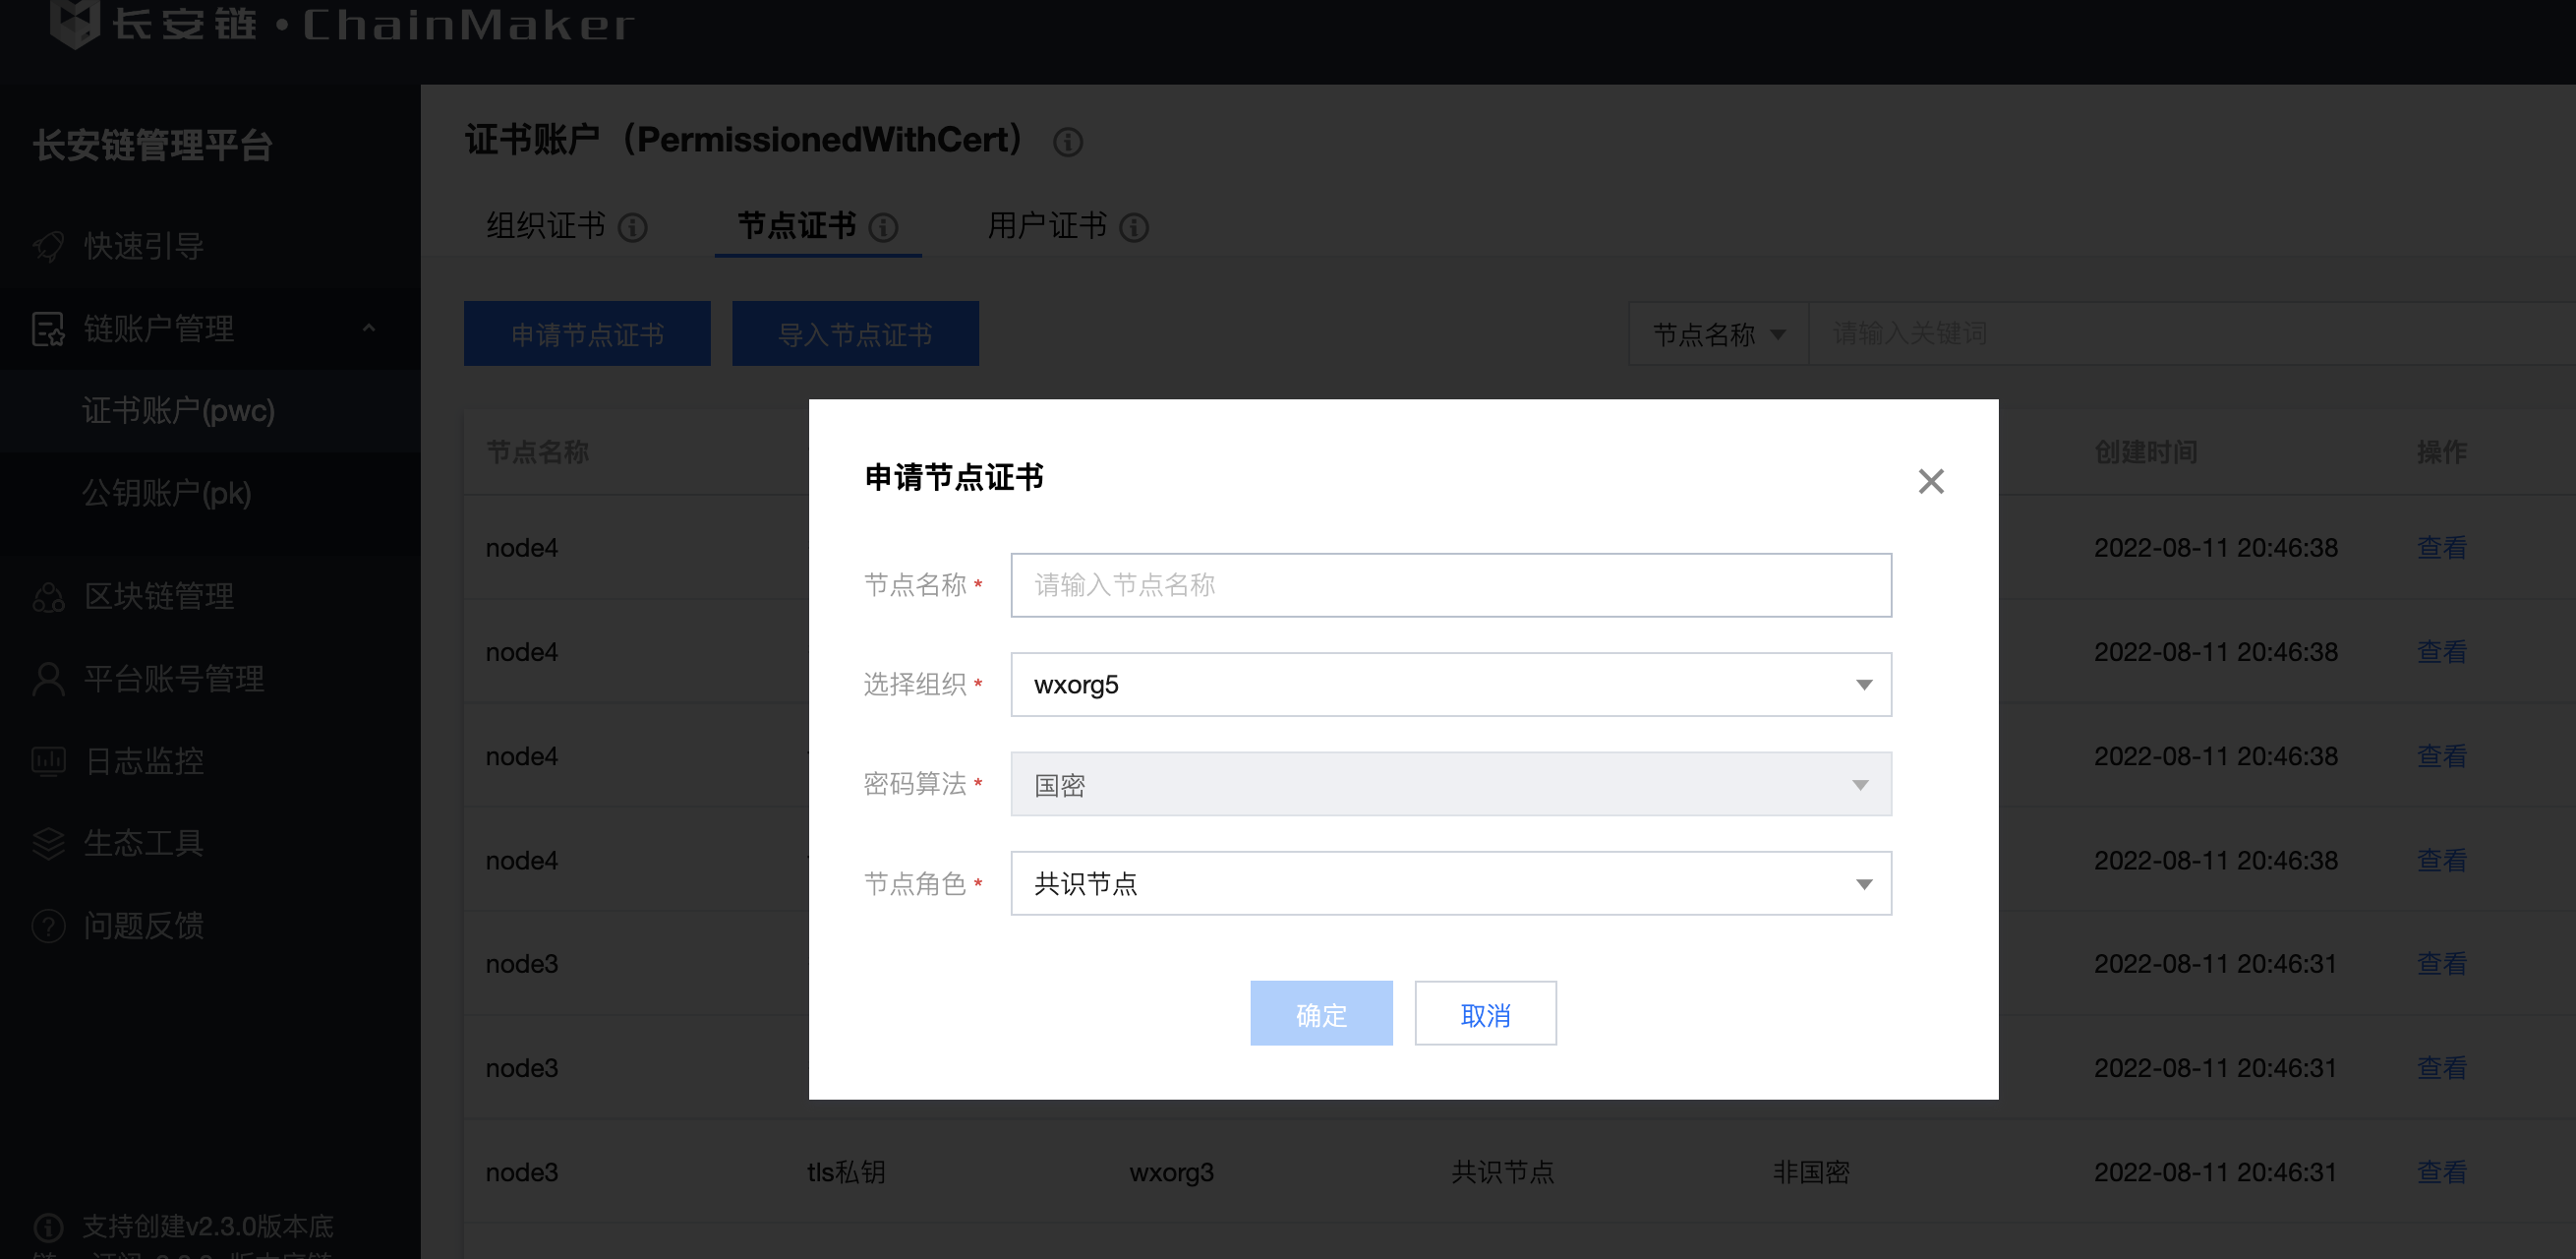 长安链·ChainMaker
长安链管理平台
快速引导
链账户管理
证书账户(pwc)
公钥账户(pk)
区块链管理
平台账号管理
日志监控
生态工具
问题反馈
支持创建v2.3.0版本底
证书账户（PermissionedWithCert）
组织证书 节点证书 用户证书
申请节点证书 导入节点证书 节点名称 请输入关键词
节点名称 创建时间 操作
node4 2022-08-11 20:46:38 查看
node4 2022-08-11 20:46:38 查看
node4 2022-08-11 20:46:38 查看
node4 2022-08-11 20:46:38 查看
node3 2022-08-11 20:46:31 查看
node3 2022-08-11 20:46:31 查看
node3 tls私钥 wxorg3 共识节点 非国密 2022-08-11 20:46:31 查看
申请节点证书
节点名称* 请输入节点名称
选择组织* wxorg5
密码算法* 国密
节点角色* 共识节点
确定 取消